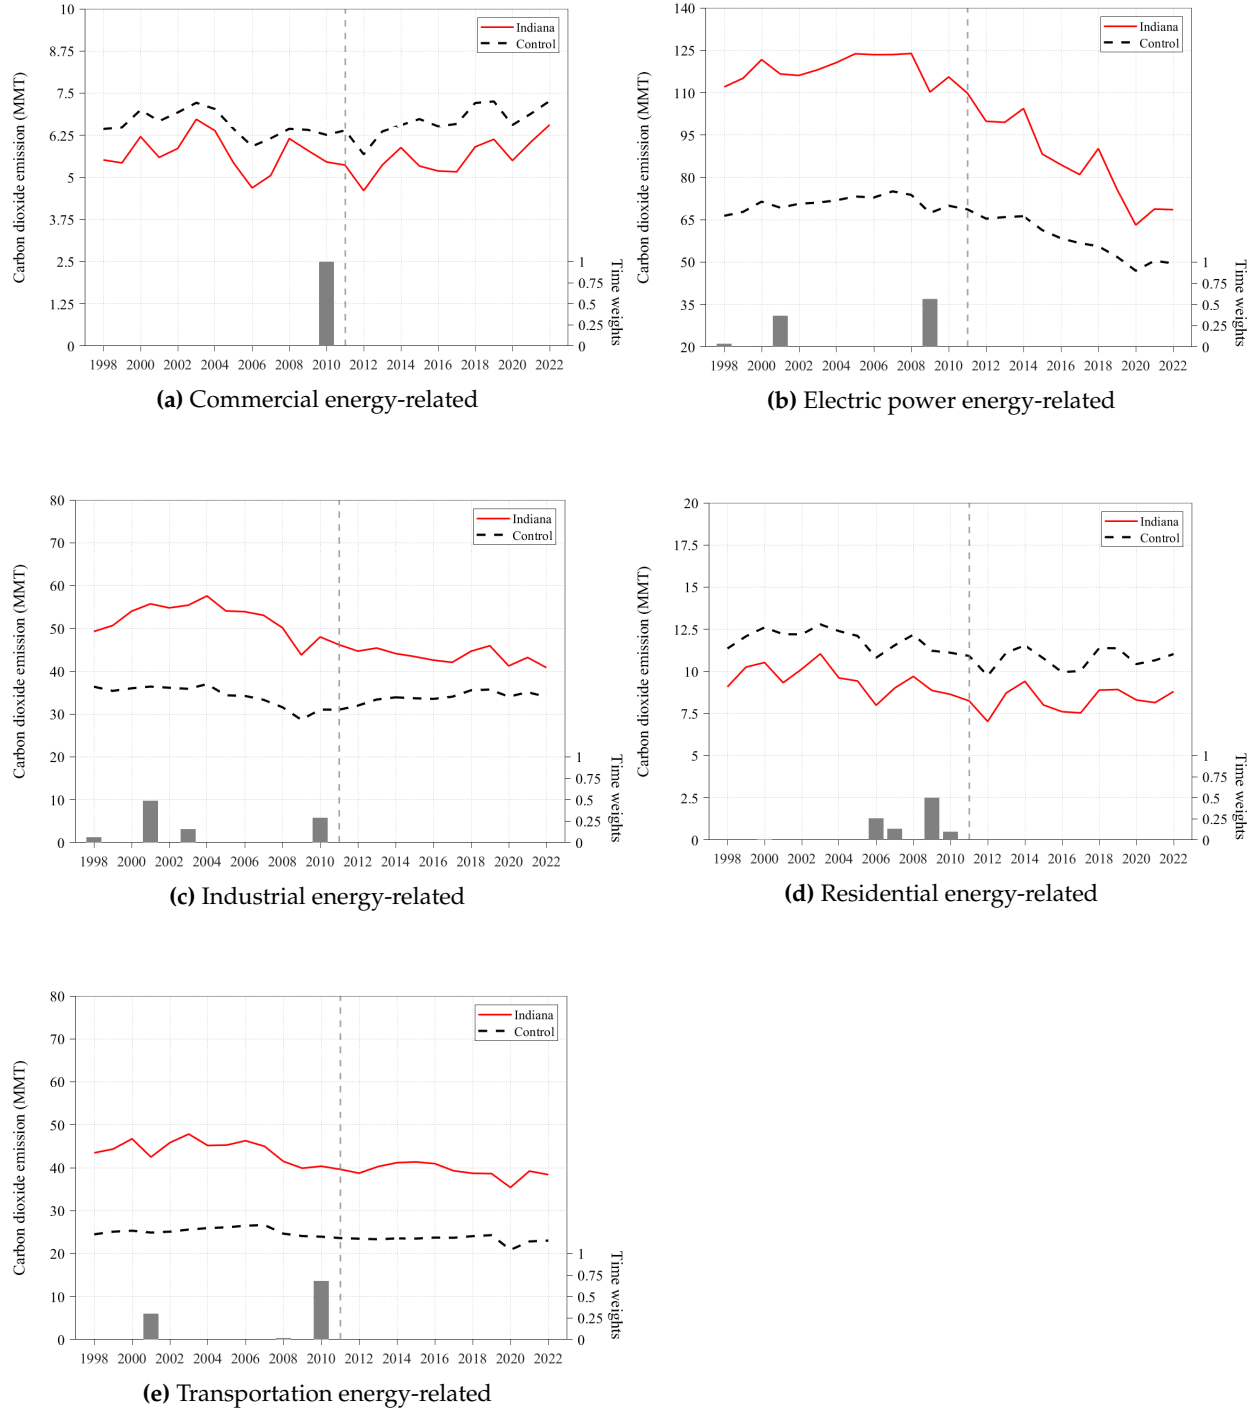 Carbon dioxide emission (MMT)
10
8.75
7.5
6.25
5
3.75
2.5
1.25
0
Indiana
Control
1
0.75
0.5
0.25
0
Time weights
1998 2000 2002 2004 2006 2008 2010 2012 2014 2016 2018 2020 2022
(a) Commercial energy-related
Carbon dioxide emission (MMT)
140
125
110
95
80
65
50
35
20
Indiana
Control
1
0.75
0.5
0.25
0
Time weights
1998 2000 2002 2004 2006 2008 2010 2012 2014 2016 2018 2020 2022
(b) Electric power energy-related
Carbon dioxide emission (MMT)
80
70
60
50
40
30
20
10
0
Indiana
Control
1
0.75
0.5
0.25
0
Time weights
1998 2000 2002 2004 2006 2008 2010 2012 2014 2016 2018 2020 2022
(c) Industrial energy-related
Carbon dioxide emission (MMT)
20
17.5
15
12.5
10
7.5
5
2.5
0
Indiana
Control
1
0.75
0.5
0.25
0
Time weights
1998 2000 2002 2004 2006 2008 2010 2012 2014 2016 2018 2020 2022
(d) Residential energy-related
Carbon dioxide emission (MMT)
80
70
60
50
40
30
20
10
0
Indiana
Control
1
0.75
0.5
0.25
0
Time weights
1998 2000 2002 2004 2006 2008 2010 2012 2014 2016 2018 2020 2022
(e) Transportation energy-related